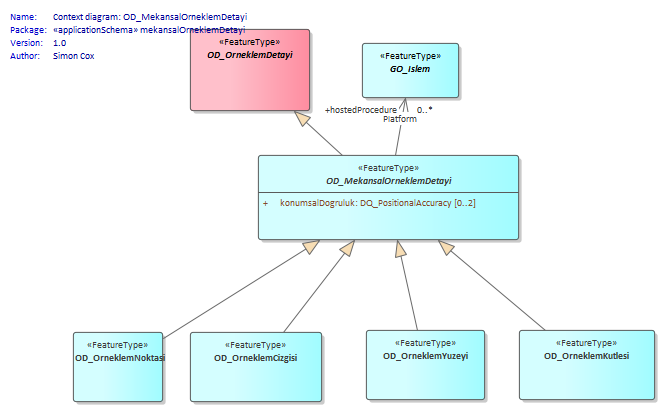 Name: Context diagram: OD_MekansalOrneklemDetayi
Package: «applicationSchema» mekansalOrneklemDetayi
Version: 1.0
Author: Simon Cox
«FeatureType»
OD_OrneklemDetayi
«FeatureType»
GO_Islem
+hostedProcedure 0..*
Platform
«FeatureType»
OD_MekansalOrneklemDetayi
+ konumsalDogruluk: DQ_PositionalAccuracy [0..2]
«FeatureType»
OD_OrneklemNoktasi
«FeatureType»
OD_OrneklemCizgisi
«FeatureType»
OD_OrneklemYuzeyi
«FeatureType»
OD_OrneklemKutlesi